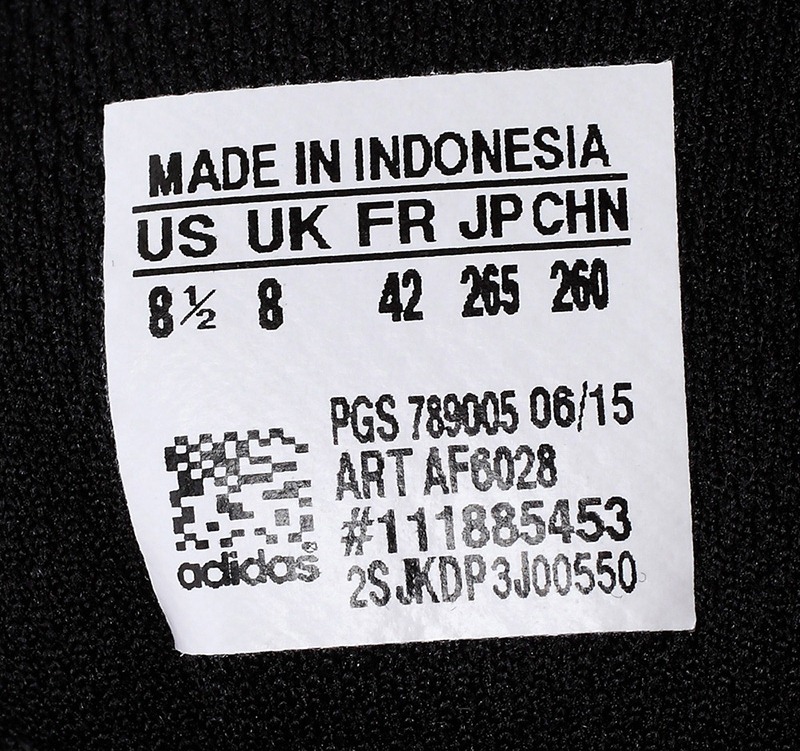 MADE IN INDONESIA
US UK FR JP CHN
8½ 8 42 265 260
PGS 789005 06/15
ART AF6028
#111885453
adidas®
2SJKDP3J00550